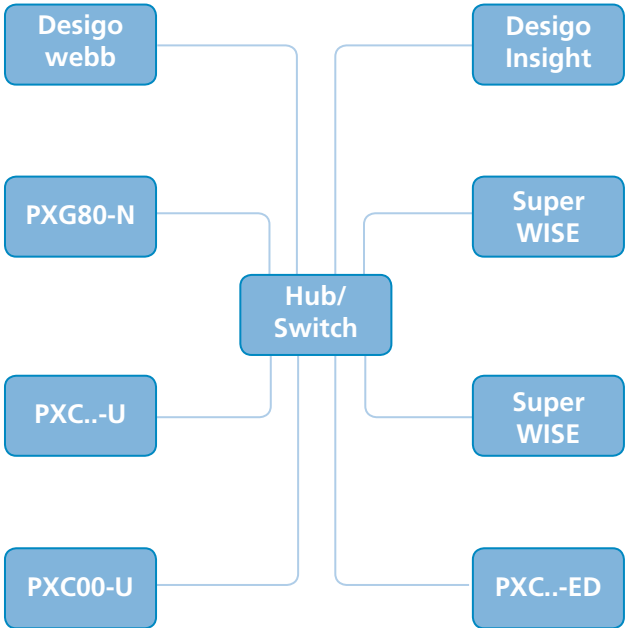 Desigo
webb
Desigo
Insight
PXG80-N
Super
WISE
Hub/
Switch
PXC..-U
Super
WISE
PXC00-U
PXC..-ED